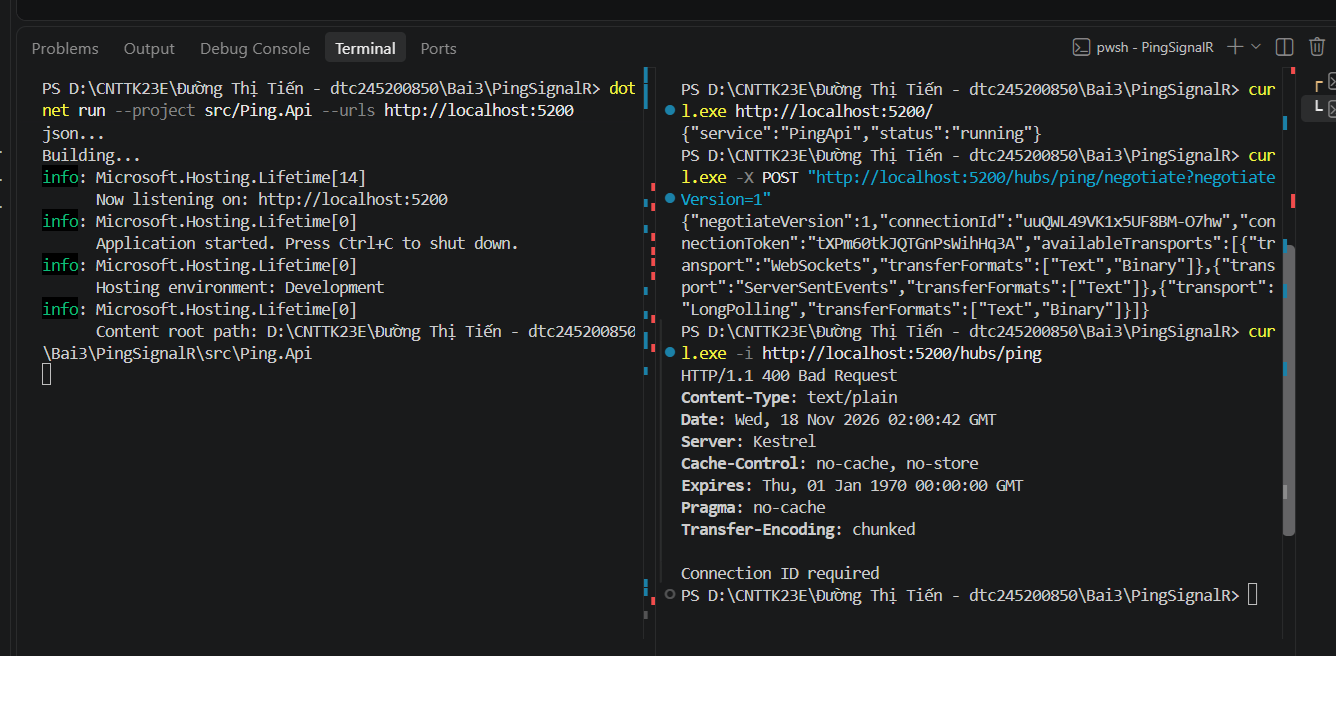 Problems Output Debug Console Terminal Ports
pwsh - PingSignalR
PS D:\CNTTK23E\Đường Thị Tiến - dtc245200850\Bai3\PingSignalR> dot
net run --project src/Ping.Api --urls http://localhost:5200
json...
Building...
info: Microsoft.Hosting.Lifetime[14]
Now listening on: http://localhost:5200
info: Microsoft.Hosting.Lifetime[0]
Application started. Press Ctrl+C to shut down.
info: Microsoft.Hosting.Lifetime[0]
Hosting environment: Development
info: Microsoft.Hosting.Lifetime[0]
Content root path: D:\CNTTK23E\Đường Thị Tiến - dtc245200850
\Bai3\PingSignalR\src\Ping.Api
PS D:\CNTTK23E\Đường Thị Tiến - dtc245200850\Bai3\PingSignalR> cur
l.exe http://localhost:5200/
{"service":"PingApi","status":"running"}
PS D:\CNTTK23E\Đường Thị Tiến - dtc245200850\Bai3\PingSignalR> cur
l.exe -X POST "http://localhost:5200/hubs/ping/negotiate?negotiate
Version=1"
{"negotiateVersion":1,"connectionId":"uuQWL49VK1x5UF8BM-O7hw","con
nectionToken":"tXPm60tkJQTGnPsWihHq3A","availableTransports":[{"tr
ansport":"WebSockets","transferFormats":["Text","Binary"]},{"trans
port":"ServerSentEvents","transferFormats":["Text"]},{"transport":
"LongPolling","transferFormats":["Text","Binary"]}]}
PS D:\CNTTK23E\Đường Thị Tiến - dtc245200850\Bai3\PingSignalR> cur
l.exe -i http://localhost:5200/hubs/ping
HTTP/1.1 400 Bad Request
Content-Type: text/plain
Date: Wed, 18 Nov 2026 02:00:42 GMT
Server: Kestrel
Cache-Control: no-cache, no-store
Expires: Thu, 01 Jan 1970 00:00:00 GMT
Pragma: no-cache
Transfer-Encoding: chunked
Connection ID required
PS D:\CNTTK23E\Đường Thị Tiến - dtc245200850\Bai3\PingSignalR>